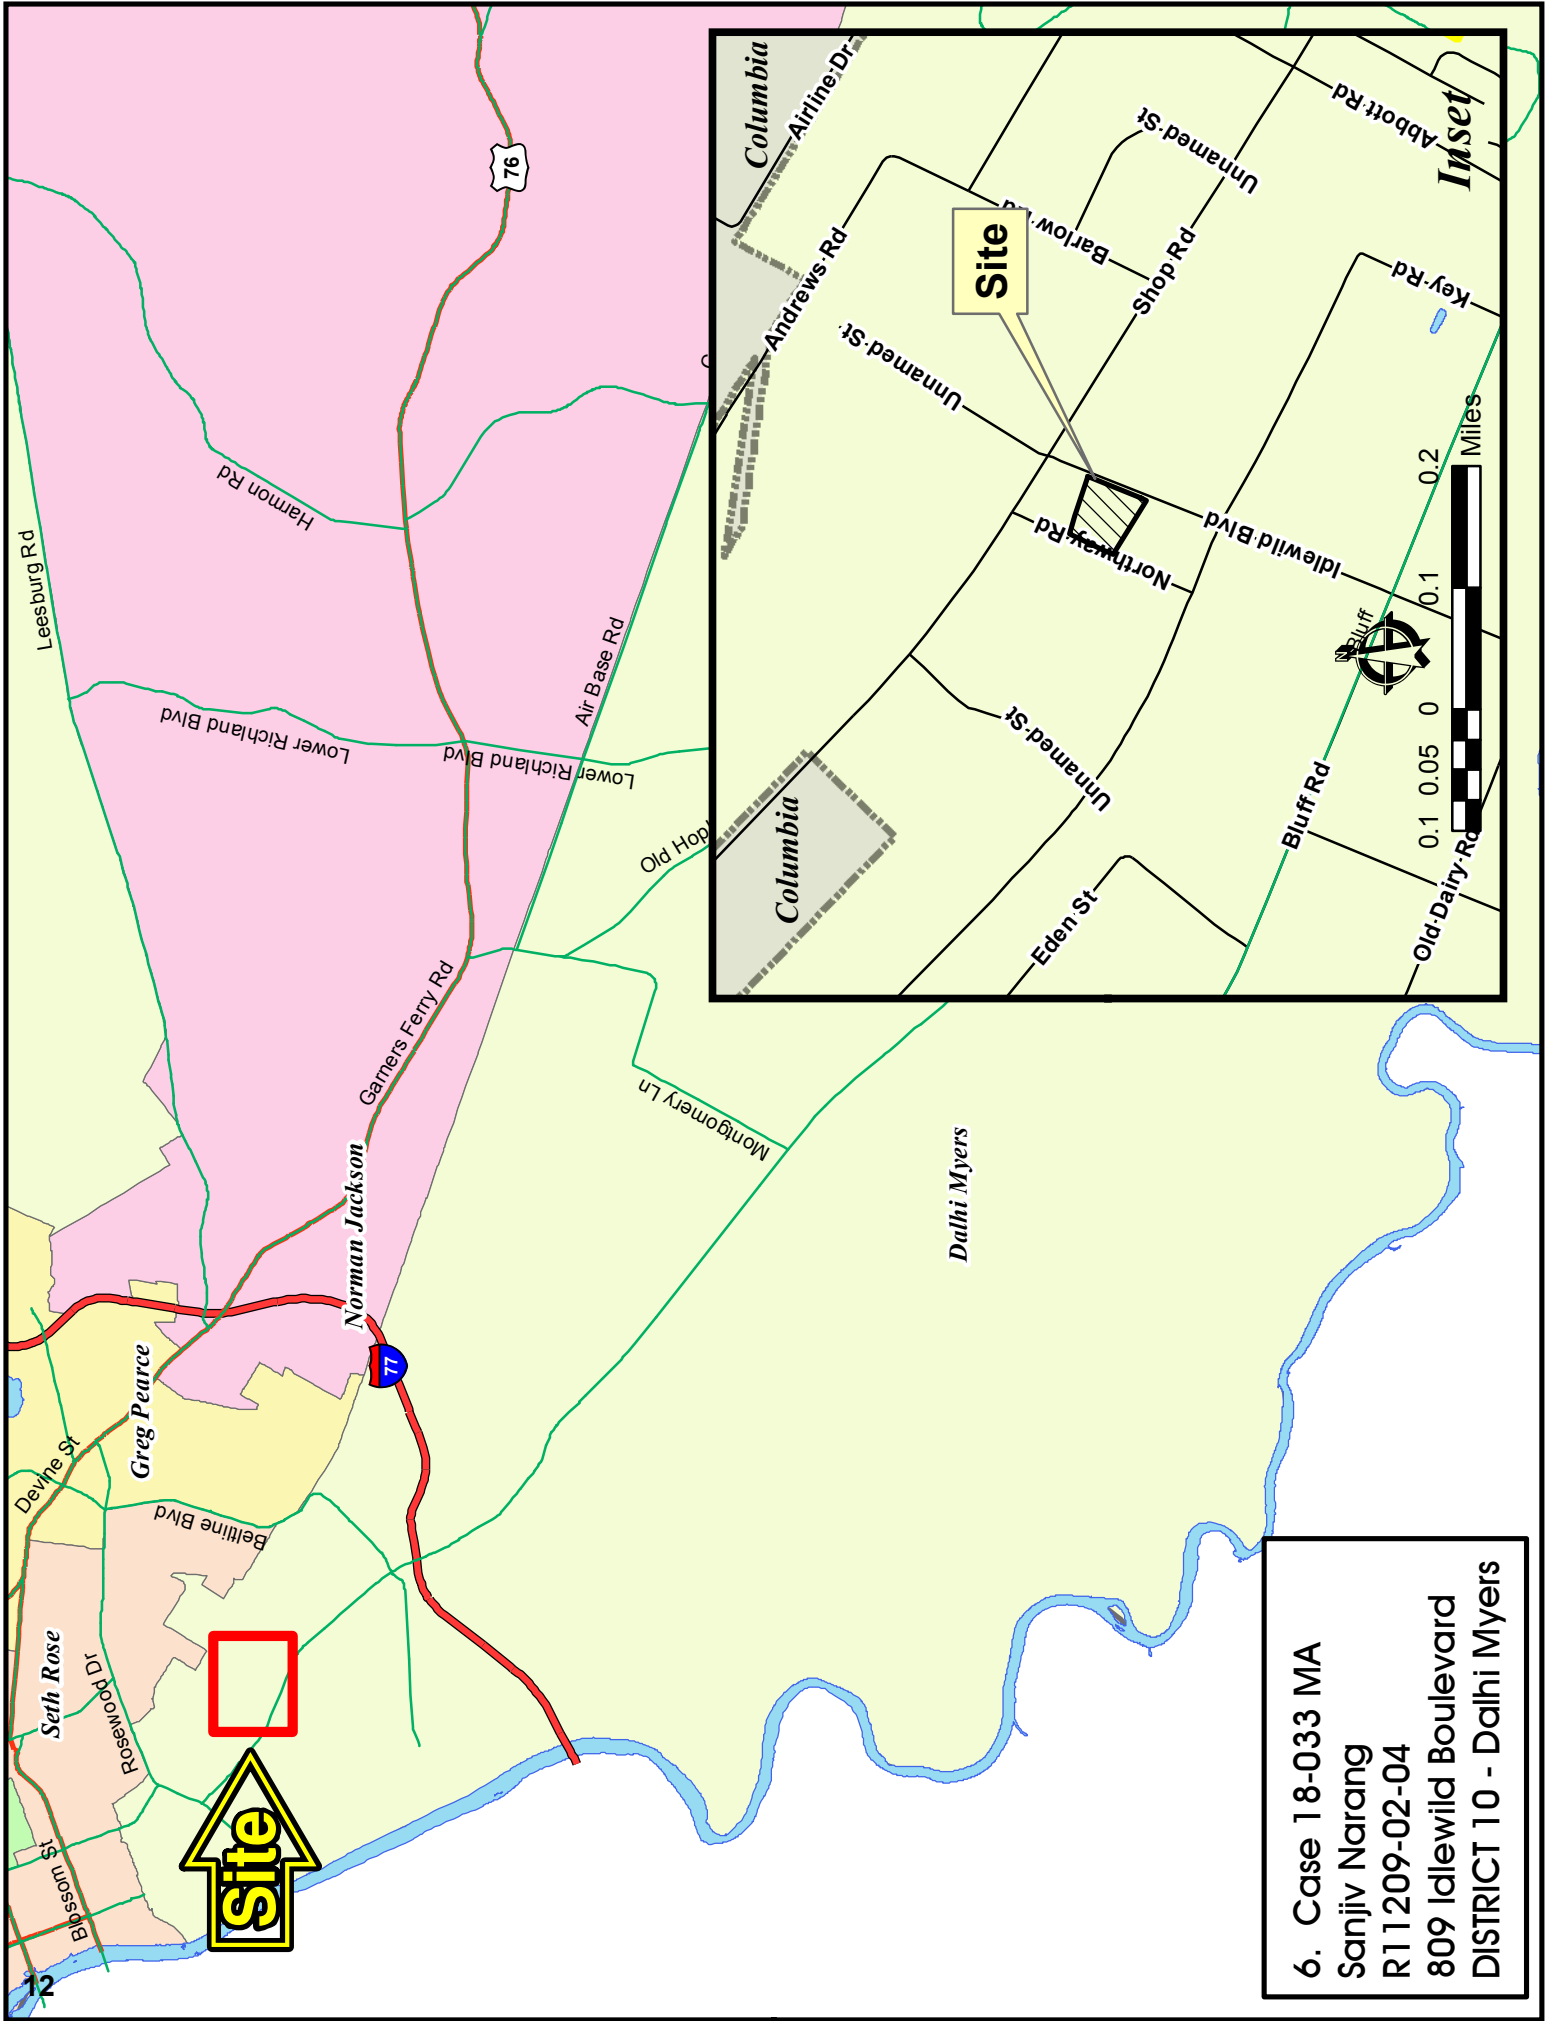 12
Blossom St
Rosewood Dr
Seth Rose
Devine St
Beltline Blvd
Greg Pearce
Norman Jackson
77
Garners Ferry Rd
Leesburg Rd
Harmon Rd
76
Lower Richland Blvd
Lower Richland Blvd
Lower Richland Blvd
Air Base Rd
Montgomery Ln
Dalhi Myers
Site
Columbia
Columbia
Airline Dr
Andrews Rd
Unnamed St
Barlow
Shop Rd
Unnamed St
Abbott Rd
Inset
Site
Northway Rd
Idlewild Blvd
Key Rd
Unnamed St
Eden St
Bluff Rd
Bluff
Old Dairy Rd
N
0.1 0.05 0 0.1 0.2
Miles
6. Case 18-033 MA
Sanjiv Narang
R11209-02-04
809 Idlewild Boulevard
DISTRICT 10 - Dalhi Myers